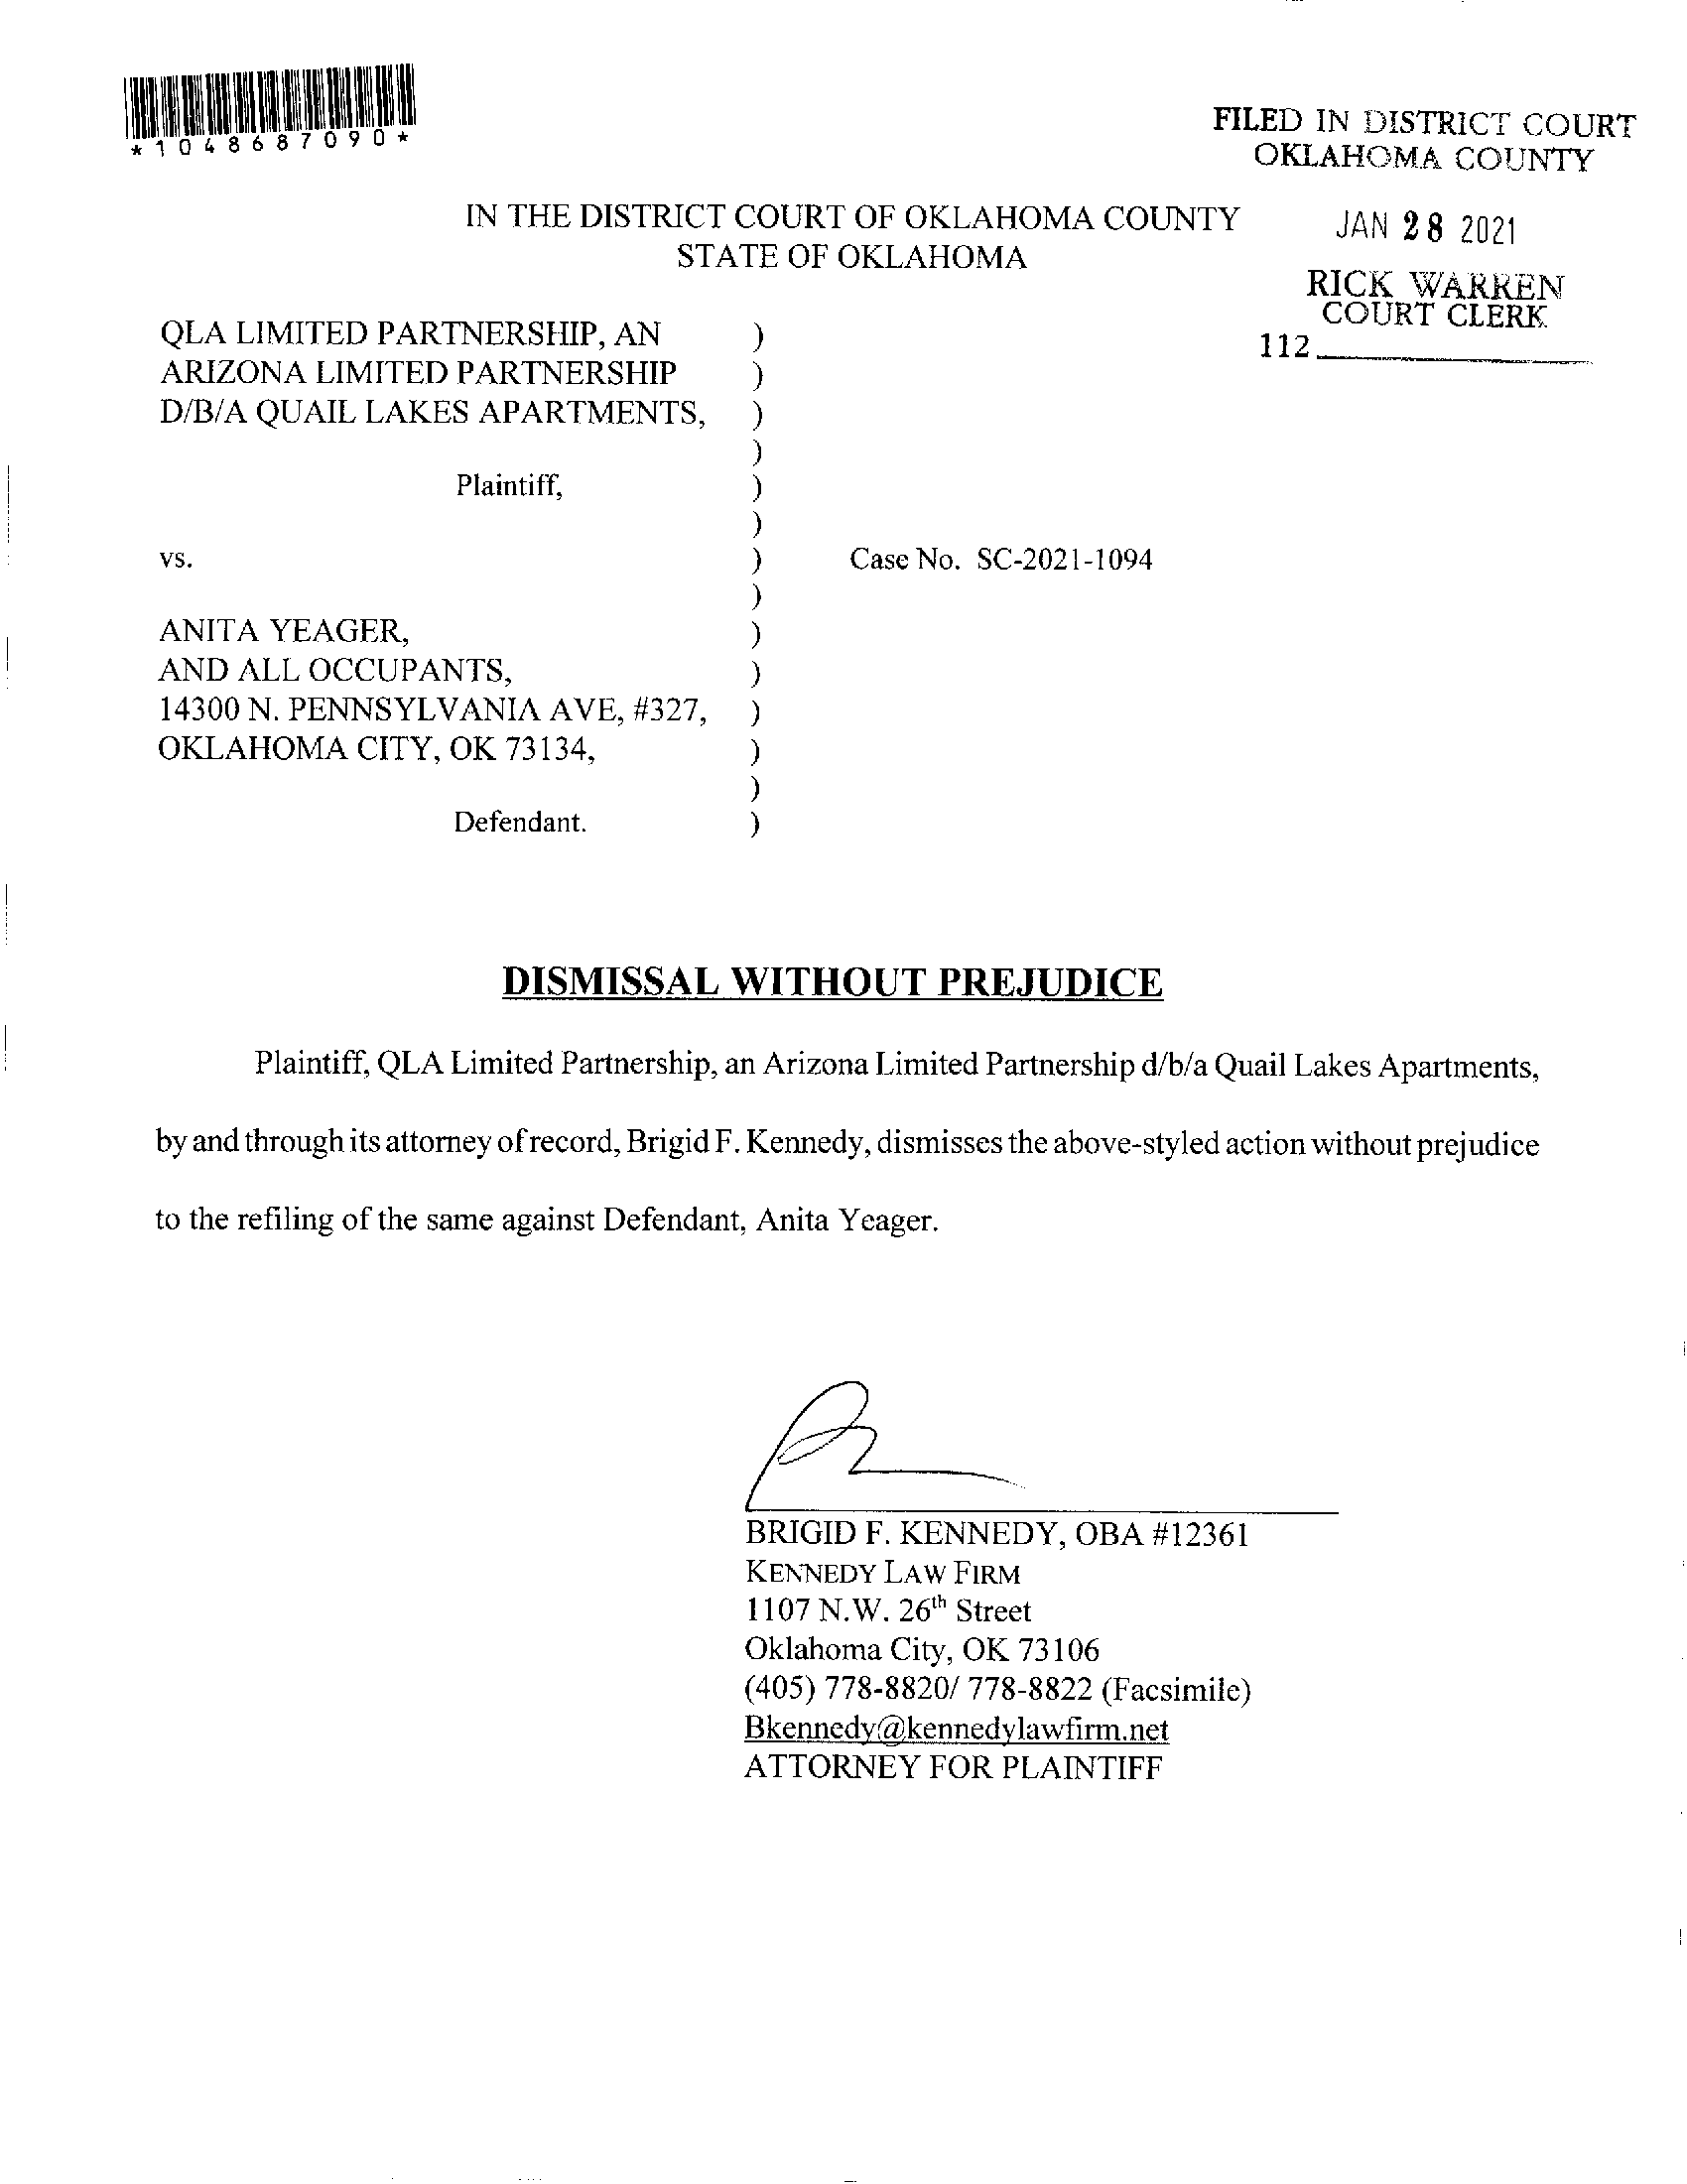 *1048687090*
FILED IN DISTRICT COURT
OKLAHOMA COUNTY
JAN 28 2021
RICK WARREN
COURT CLERK
112
IN THE DISTRICT COURT OF OKLAHOMA COUNTY
STATE OF OKLAHOMA
QLA LIMITED PARTNERSHIP, AN )
ARIZONA LIMITED PARTNERSHIP )
D/B/A QUAIL LAKES APARTMENTS, )
)
Plaintiff, )
)
vs. ) Case No. SC-2021-1094
)
ANITA YEAGER, )
AND ALL OCCUPANTS, )
14300 N. PENNSYLVANIA AVE, #327, )
OKLAHOMA CITY, OK 73134, )
)
Defendant. )
DISMISSAL WITHOUT PREJUDICE
Plaintiff, QLA Limited Partnership, an Arizona Limited Partnership d/b/a Quail Lakes Apartments,
by and through its attorney of record, Brigid F. Kennedy, dismisses the above-styled action without prejudice
to the refiling of the same against Defendant, Anita Yeager.
BRIGID F. KENNEDY, OBA #12361
KENNEDY LAW FIRM
1107 N.W. 26th Street
Oklahoma City, OK 73106
(405) 778-8820/ 778-8822 (Facsimile)
Bkennedy@kennedylawfirm.net
ATTORNEY FOR PLAINTIFF